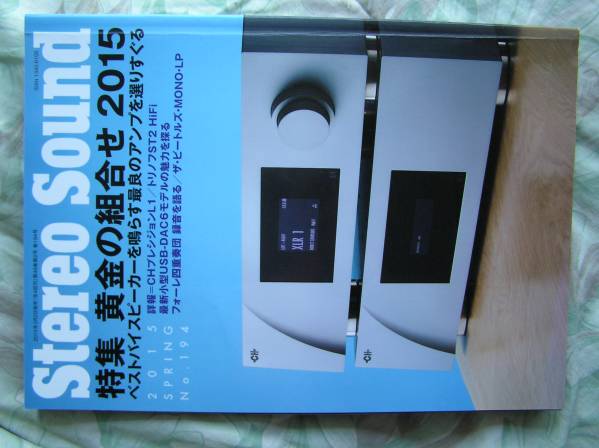 Stereo Sound
特集 黄金の組合せ 2015
ベストバイスピーカーを鳴らす最良のアンプを選りすぐる
2015
SPRING
No.194
詳報=CHプレシジョンL1/トリノフST2 HiFi
最新小型USB-DAC6モデルの魅力を探る
フォーレ四重奏団 録音を語る/ザ・ビートルズ・MONO-LP
XLR 1
CH
CH